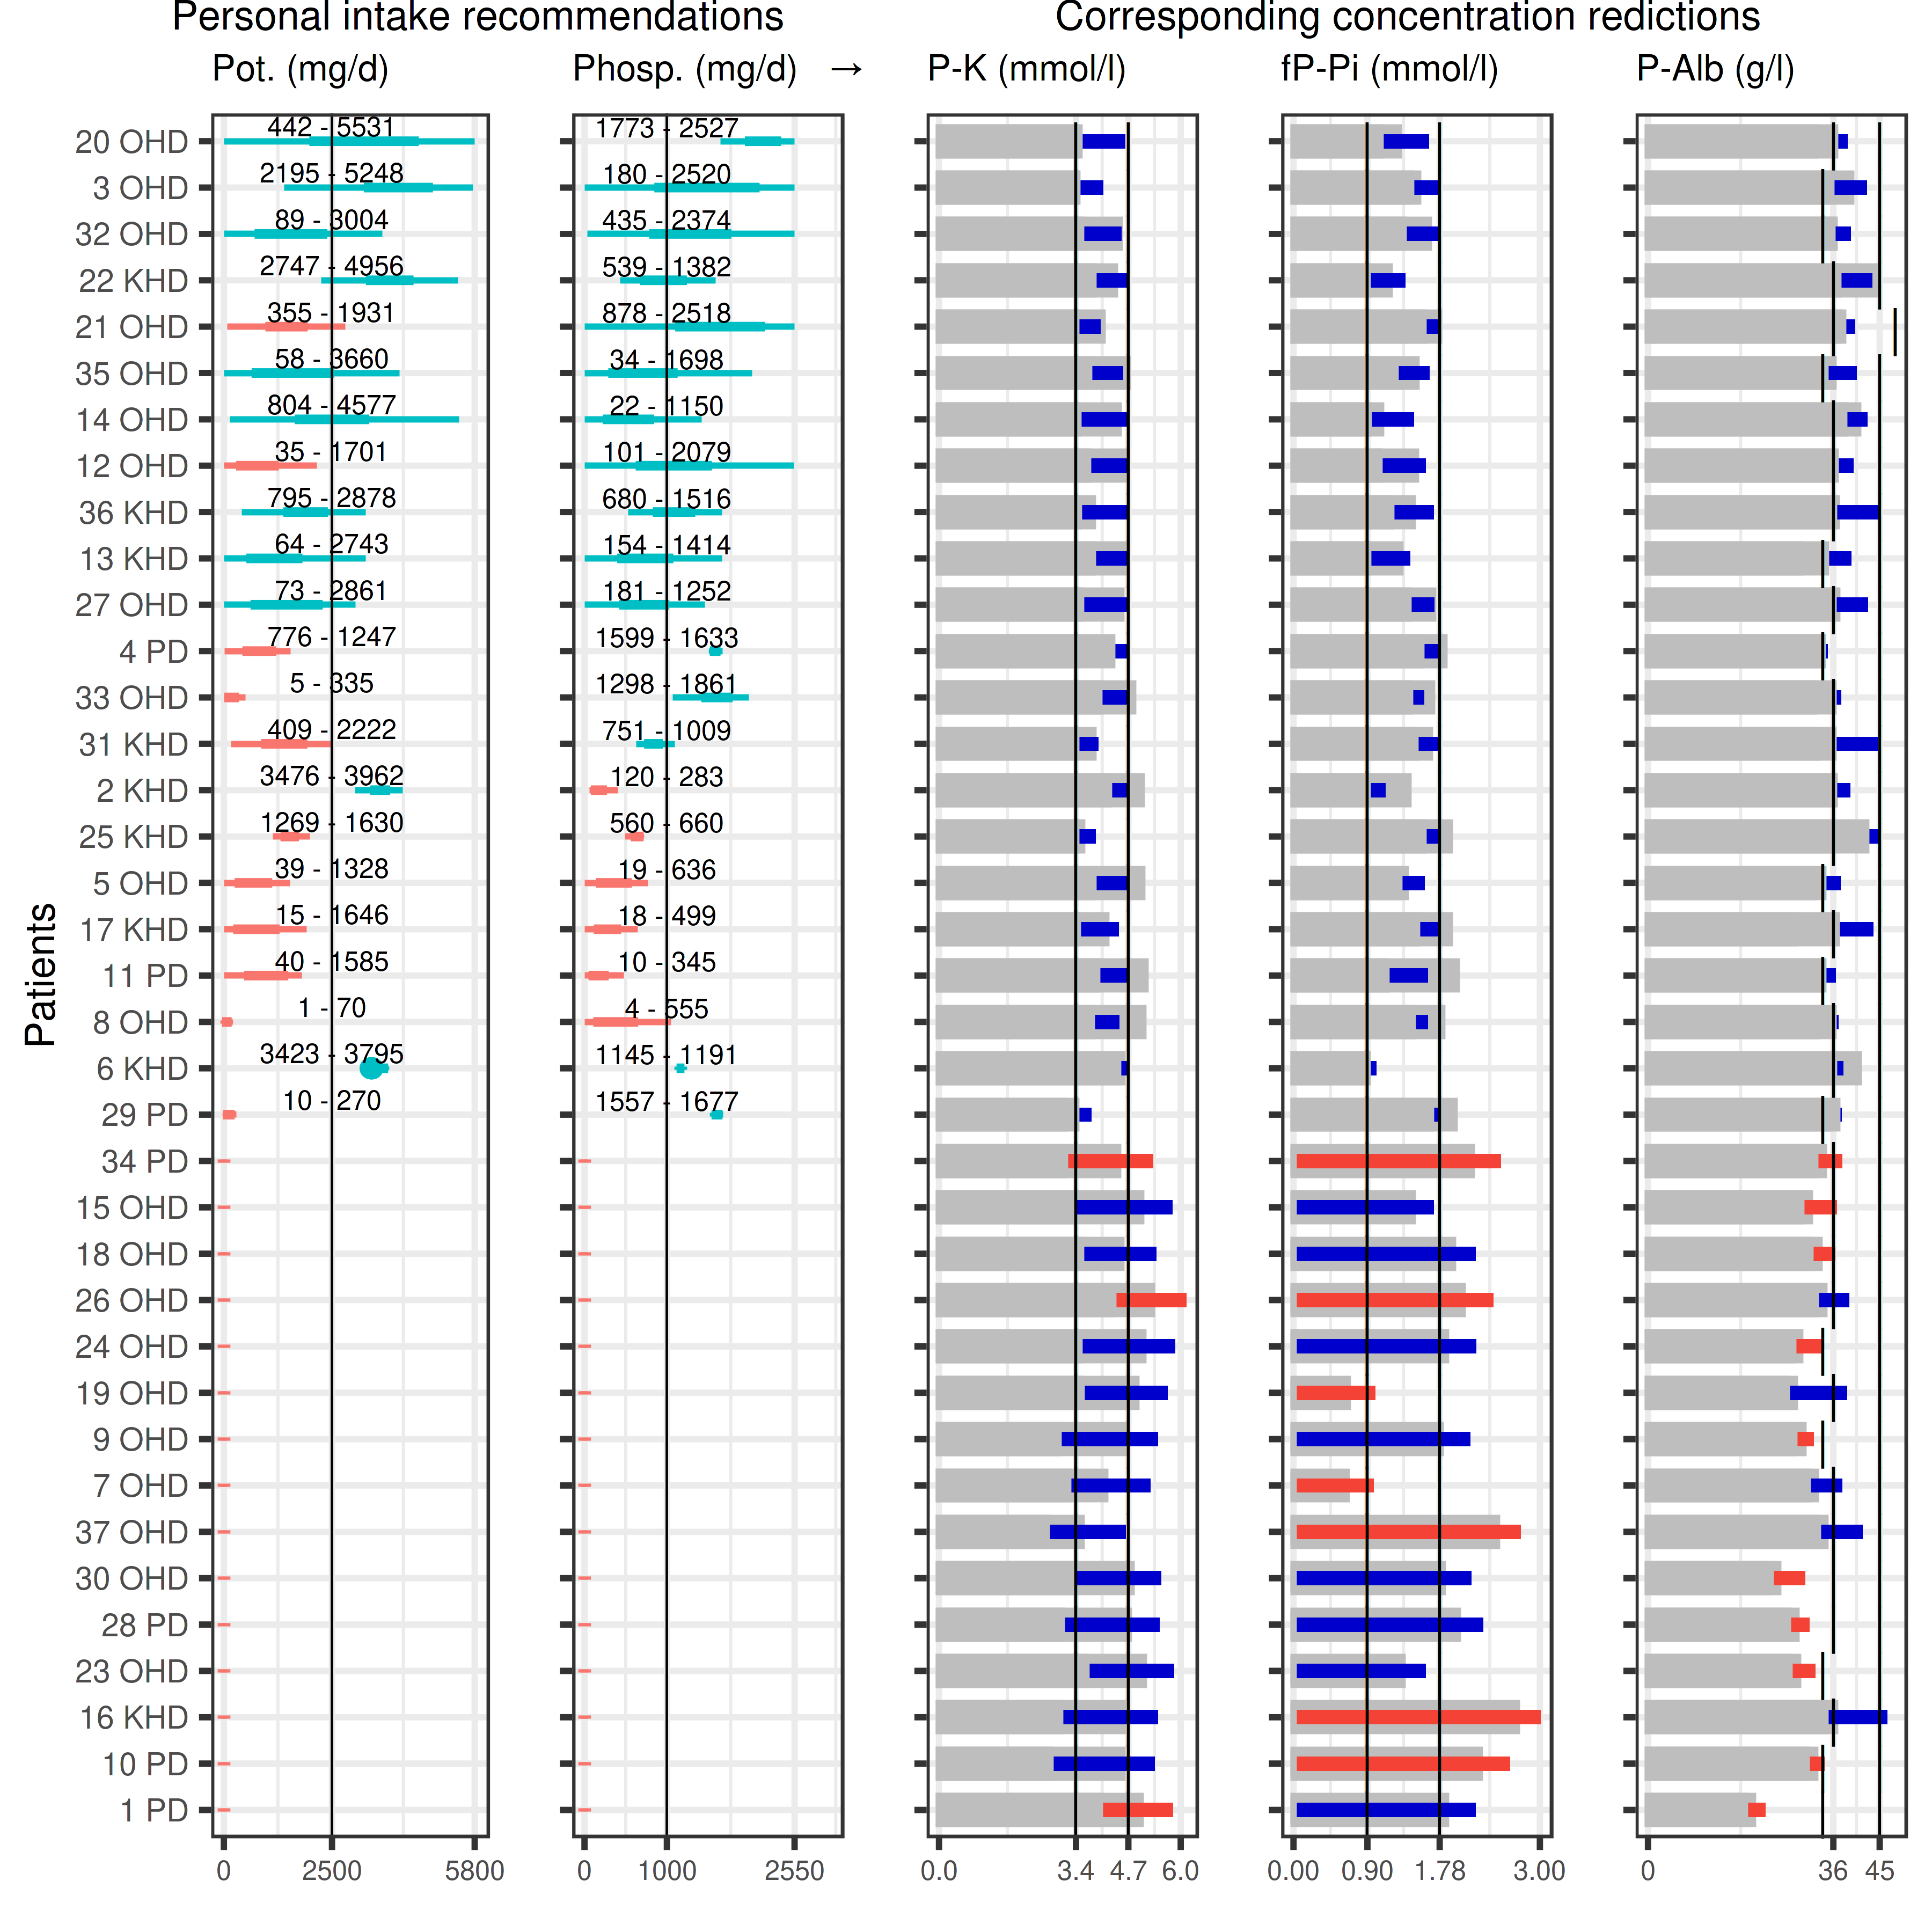 Personal intake recommendations Corresponding concentration redictions
Pot. (mg/d) Phosp. (mg/d) → P-K (mmol/l) fP-Pi (mmol/l) P-Alb (g/l)
Patients
20 OHD 442 - 5531 1773 - 2527
3 OHD 2195 - 5248 180 - 2520
32 OHD 89 - 3004 435 - 2374
22 KHD 2747 - 4956 539 - 1382
21 OHD 355 - 1931 878 - 2518
35 OHD 58 - 3660 34 - 1698
14 OHD 804 - 4577 22 - 1150
12 OHD 35 - 1701 101 - 2079
36 KHD 795 - 2878 680 - 1516
13 KHD 64 - 2743 154 - 1414
27 OHD 73 - 2861 181 - 1252
4 PD 776 - 1247 1599 - 1633
33 OHD 5 - 335 1298 - 1861
31 KHD 409 - 2222 751 - 1009
2 KHD 3476 - 3962 120 - 283
25 KHD 1269 - 1630 560 - 660
5 OHD 39 - 1328 19 - 636
17 KHD 15 - 1646 18 - 499
11 PD 40 - 1585 10 - 345
8 OHD 1 - 70 4 - 555
6 KHD 3423 - 3795 1145 - 1191
29 PD 10 - 270 1557 - 1677
34 PD
15 OHD
18 OHD
26 OHD
24 OHD
19 OHD
9 OHD
7 OHD
37 OHD
30 OHD
28 PD
23 OHD
16 KHD
10 PD
1 PD
0 2500 5800 0 1000 2550 0.0 3.4 4.7 6.0 0.00 0.90 1.78 3.00 0 36 45